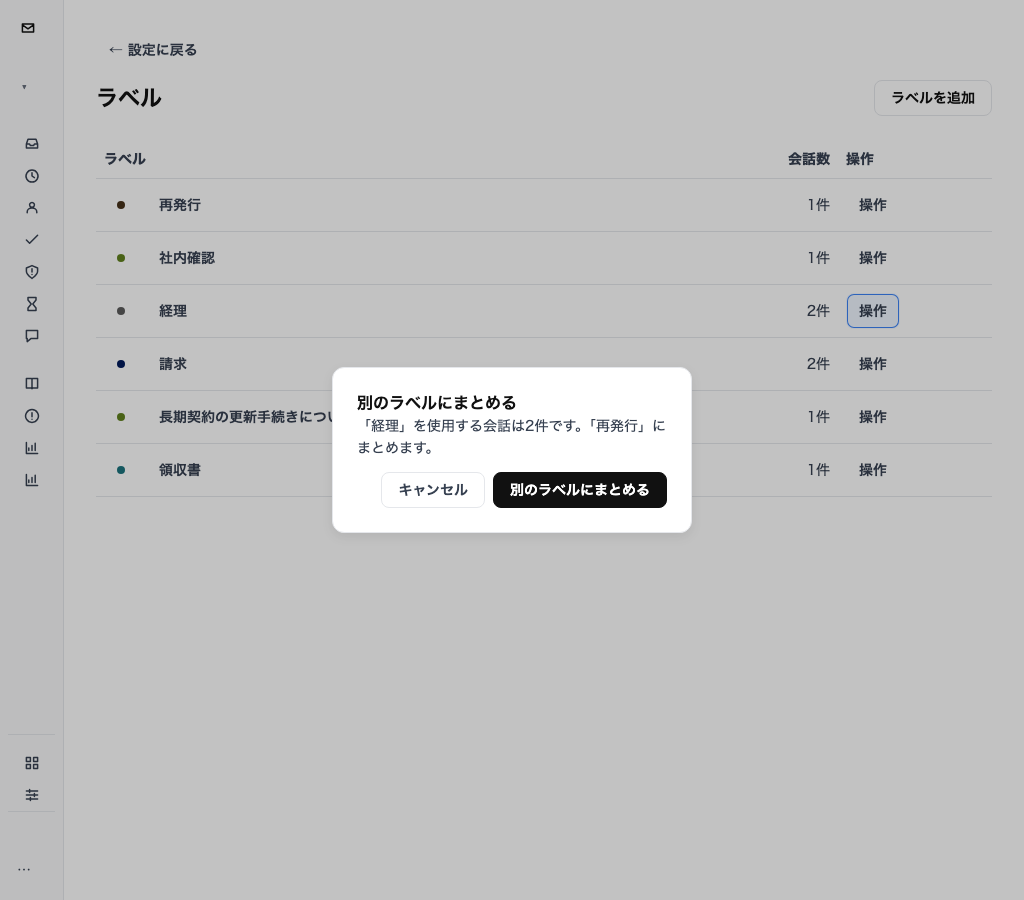 ← 設定に戻る
ラベル
ラベルを追加
ラベル 会話数 操作
再発行 1件 操作
社内確認 1件 操作
経理 2件 操作
請求 2件 操作
長期契約の更新手続きについ 1件 操作
領収書 1件 操作
別のラベルにまとめる
「経理」を使用する会話は2件です。「再発行」に
まとめます。
キャンセル 別のラベルにまとめる